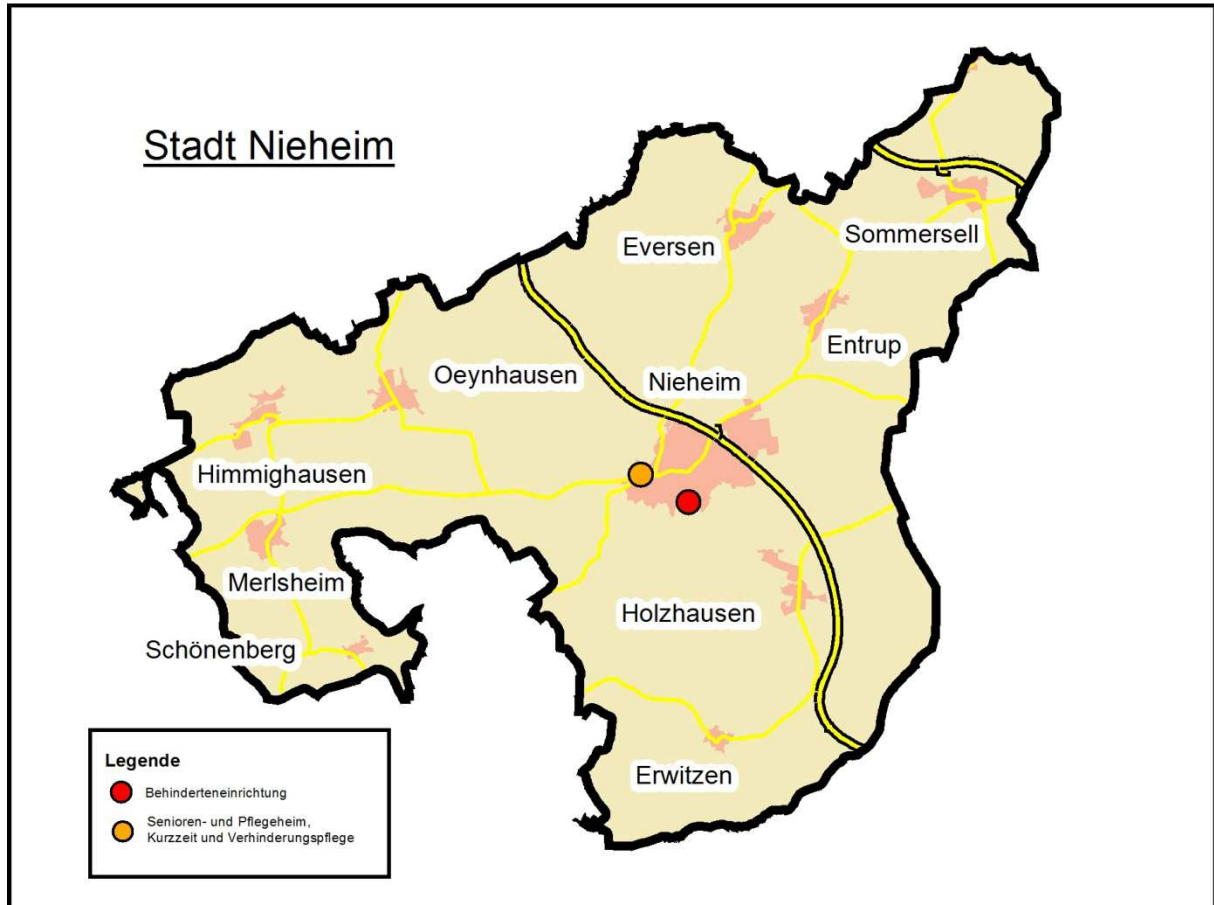 Stadt Nieheim
Eversen
Sommersell
Entrup
Oeynhausen
Nieheim
Himmighausen
Merlsheim
Holzhausen
Schönenberg
Erwitzen
Legende
Behinderteneinrichtung
Senioren- und Pflegeheim,
Kurzzeit und Verhinderungspflege